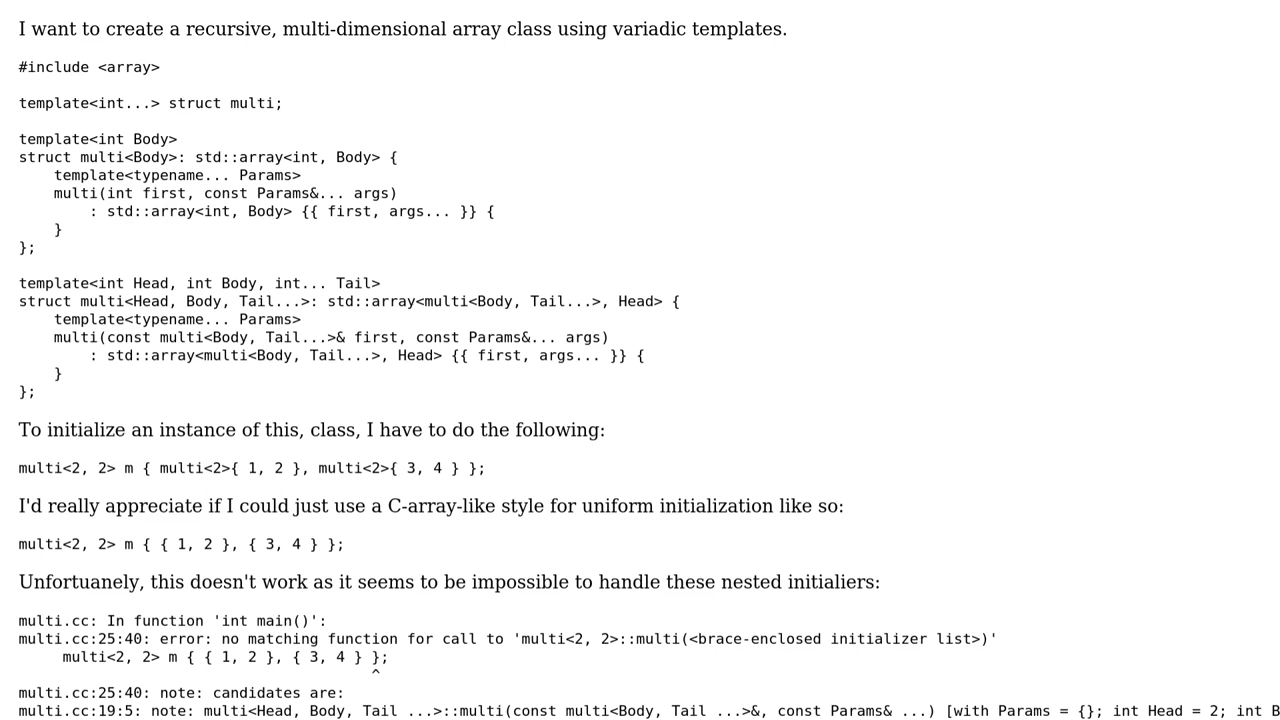 I want to create a recursive, multi-dimensional array class using variadic templates.
#include <array>
template<int...> struct multi;
template<int Body>
struct multi<Body>: std::array<int, Body> {
    template<typename... Params>
    multi(int first, const Params&... args)
        : std::array<int, Body> {{ first, args... }} {
    }
};
template<int Head, int Body, int... Tail>
struct multi<Head, Body, Tail...>: std::array<multi<Body, Tail...>, Head> {
    template<typename... Params>
    multi(const multi<Body, Tail...>& first, const Params&... args)
        : std::array<multi<Body, Tail...>, Head> {{ first, args... }} {
    }
};
To initialize an instance of this, class, I have to do the following:
multi<2, 2> m { multi<2>{ 1, 2 }, multi<2>{ 3, 4 } };
I'd really appreciate if I could just use a C-array-like style for uniform initialization like so:
multi<2, 2> m { { 1, 2 }, { 3, 4 } };
Unfortuanely, this doesn't work as it seems to be impossible to handle these nested initialiers:
multi.cc: In function 'int main()':
multi.cc:25:40: error: no matching function for call to 'multi<2, 2>::multi(<brace-enclosed initializer list>)'
     multi<2, 2> m { { 1, 2 }, { 3, 4 } };
                                        ^
multi.cc:25:40: note: candidates are:
multi.cc:19:5: note: multi<Head, Body, Tail ...>::multi(const multi<Body, Tail ...>&, const Params& ...) [with Params = {}; int Head = 2; int B